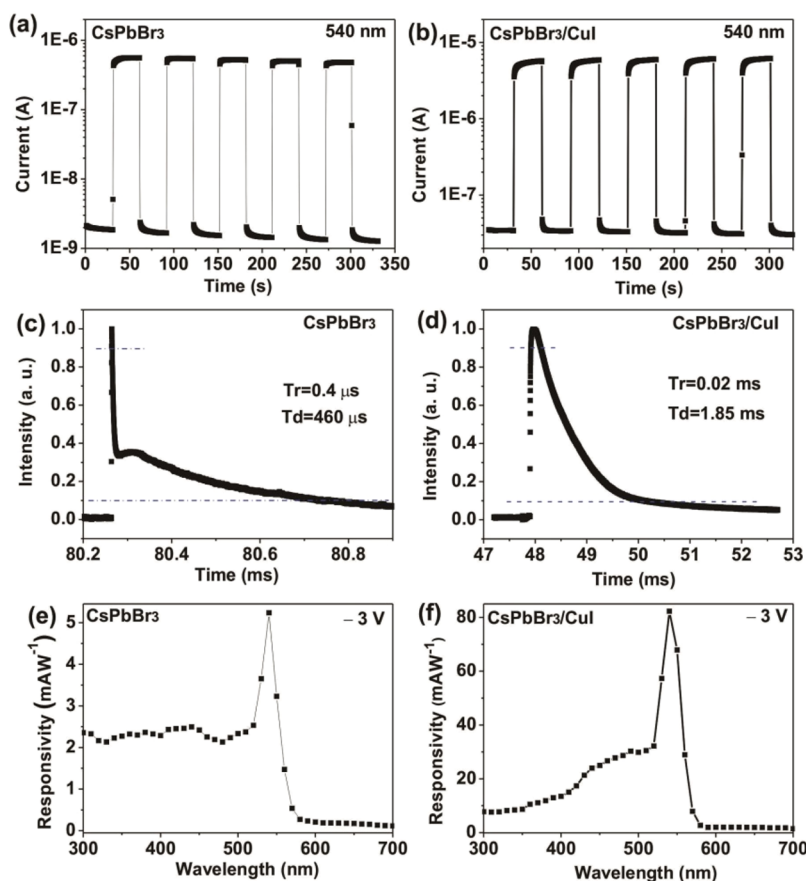 (a) CsPbBr3 540 nm
1E-6
1E-7
1E-8
1E-9
Current (A)
0 50 100 150 200 250 300 350
Time (s)
(b) CsPbBr3/CuI 540 nm
1E-5
1E-6
1E-7
Current (A)
0 50 100 150 200 250 300
Time (s)
(c) CsPbBr3
Tr=0.4 μs
Td=460 μs
1.0
0.8
0.6
0.4
0.2
0.0
Intensity (a. u.)
80.2 80.4 80.6 80.8
Time (ms)
(d) CsPbBr3/CuI
Tr=0.02 ms
Td=1.85 ms
1.0
0.8
0.6
0.4
0.2
0.0
Intensity (a. u.)
47 48 49 50 51 52 53
Time (ms)
(e) CsPbBr3 – 3 V
5
4
3
2
1
0
Responsivity (mAW⁻¹)
300 400 500 600 700
Wavelength (nm)
(f) CsPbBr3/CuI – 3 V
80
60
40
20
0
Responsivity (mAW⁻¹)
300 400 500 600 700
Wavelength (nm)